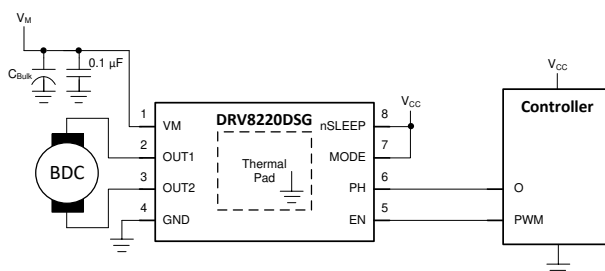 VM
0.1 µF
CBulk
DRV8220DSG
1 VM
2 OUT1
3 OUT2
4 GND
Thermal Pad
nSLEEP 8
MODE 7
PH 6
EN 5
BDC
VCC
VCC
Controller
O
PWM